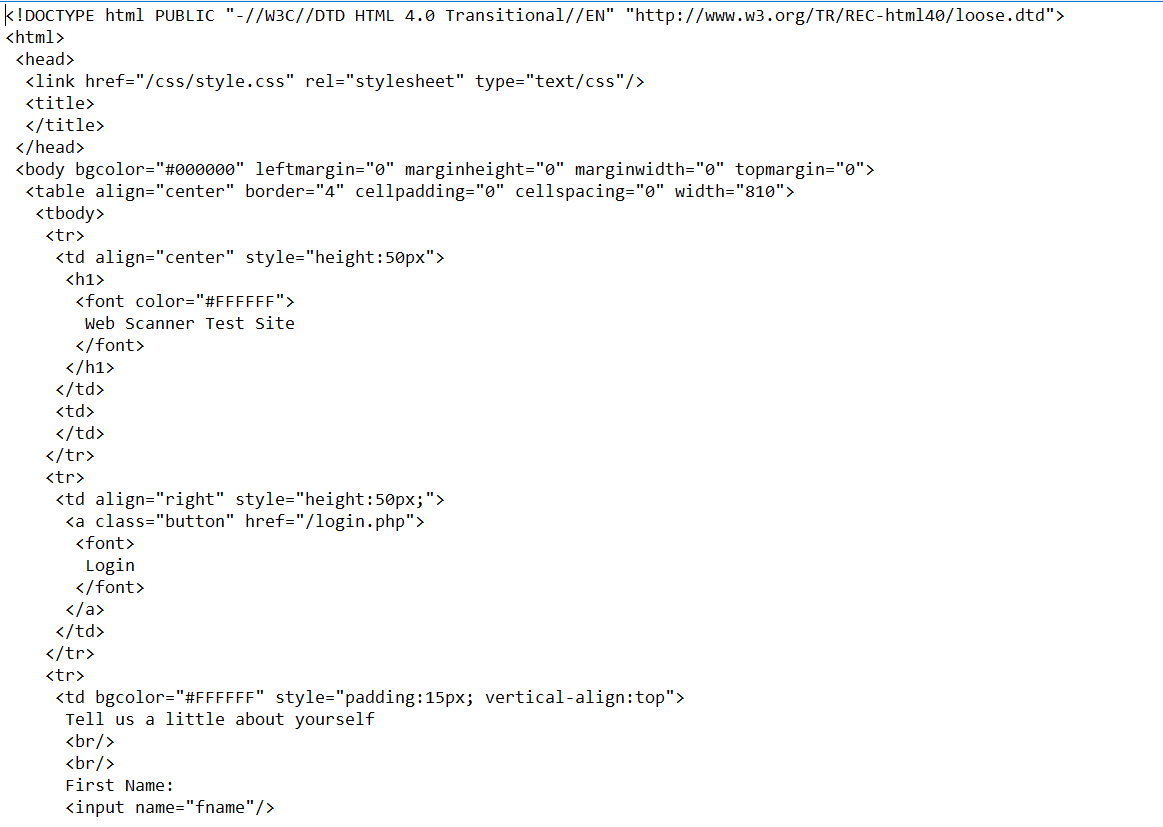 <!DOCTYPE html PUBLIC "-//W3C//DTD HTML 4.0 Transitional//EN" "http://www.w3.org/TR/REC-html40/loose.dtd">
<html>
 <head>
  <link href="/css/style.css" rel="stylesheet" type="text/css"/>
  <title>
  </title>
 </head>
 <body bgcolor="#000000" leftmargin="0" marginheight="0" marginwidth="0" topmargin="0">
  <table align="center" border="4" cellpadding="0" cellspacing="0" width="810">
   <tbody>
    <tr>
     <td align="center" style="height:50px">
      <h1>
       <font color="#FFFFFF">
        Web Scanner Test Site
       </font>
      </h1>
     </td>
     <td>
     </td>
    </tr>
    <tr>
     <td align="right" style="height:50px;">
      <a class="button" href="/login.php">
       <font>
        Login
       </font>
      </a>
     </td>
    </tr>
    <tr>
     <td bgcolor="#FFFFFF" style="padding:15px; vertical-align:top">
      Tell us a little about yourself
      <br/>
      <br/>
      First Name:
      <input name="fname"/>